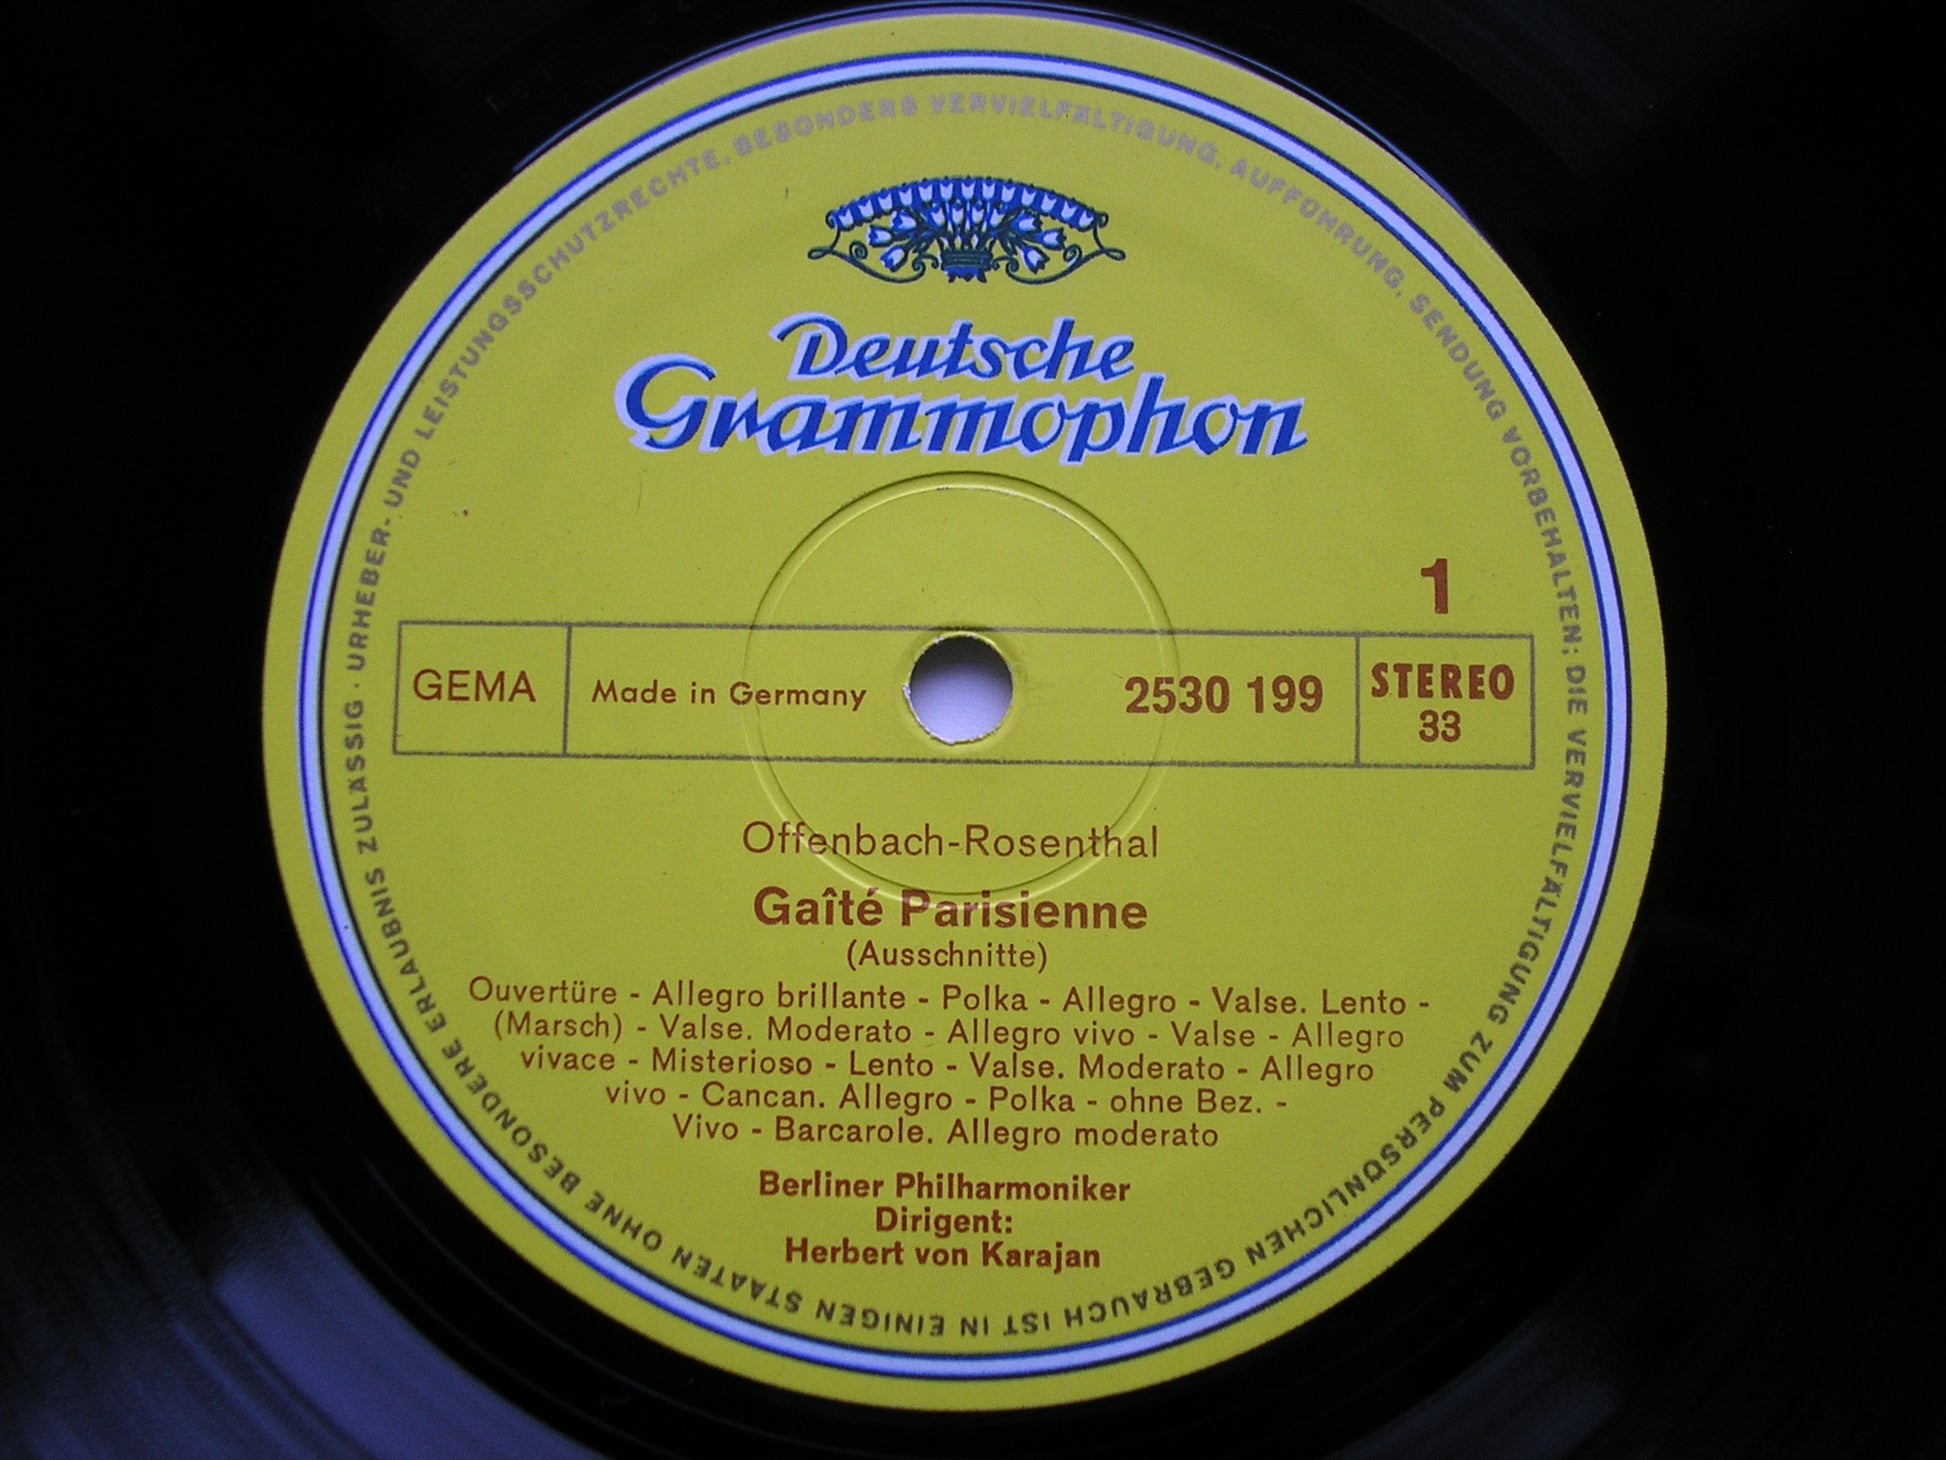 URHEBER- UND LEISTUNGSSCHUTZRECHTE, BESONDERS VERVIELFÄLTIGUNG, AUFFÜHRUNG, SENDUNG VORBEHALTEN; DIE VERVIELFÄLTIGUNG ZUM PERSÖNLICHEN GEBRAUCH IST IN EINIGEN STAATEN OHNE BESONDERE ERLAUBNIS ZULÄSSIG ·
Deutsche
Grammophon
1
GEMA
Made in Germany
2530 199
STEREO
33
Offenbach-Rosenthal
Gaîté Parisienne
(Ausschnitte)
Ouvertüre - Allegro brillante - Polka - Allegro - Valse. Lento -
(Marsch) - Valse. Moderato - Allegro vivo - Valse - Allegro
vivace - Misterioso - Lento - Valse. Moderato - Allegro
vivo - Cancan. Allegro - Polka - ohne Bez. -
Vivo - Barcarole. Allegro moderato
Berliner Philharmoniker
Dirigent:
Herbert von Karajan